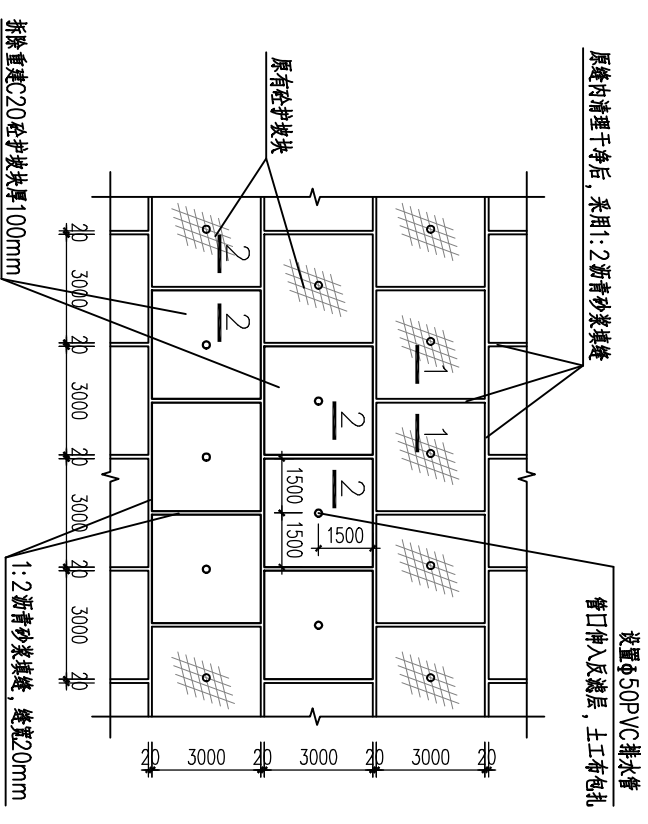 原缝内清理干净后，采用1:2沥青砂浆填缝
原有砼护坡块
拆除重建C20砼护坡块厚100mm
设置Φ50PVC排水管
管口伸入反滤层，土工布包扎
1:2沥青砂浆填缝，缝宽20mm
1 1
2 2
2 2
1500 1500
1500
20 3000 20 3000 20 3000 20 3000 20
20 3000 20 3000 20 3000 20